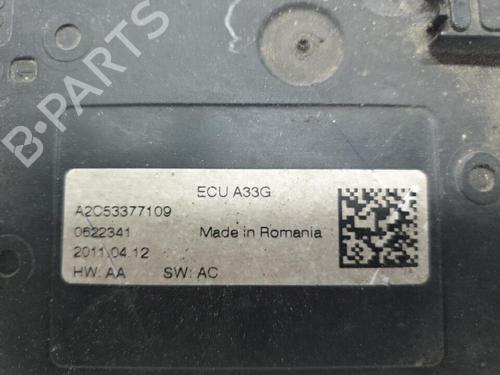 B-PARTS
ECU A33G
A2C53377109
0622341 Made in Romania
2011.04.12
HW: AA SW: AC